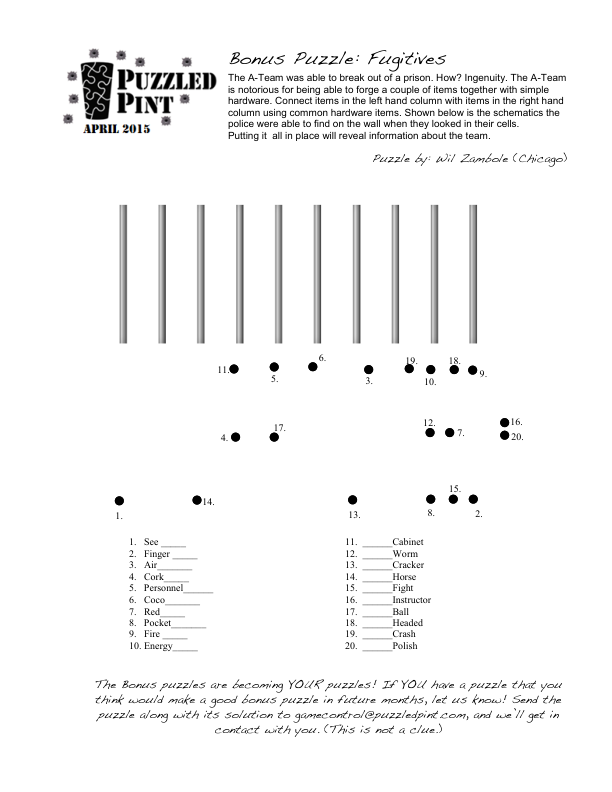 PUZZLED
PINT
APRIL 2015
Bonus Puzzle: Fugitives
The A-Team was able to break out of a prison. How? Ingenuity. The A-Team
is notorious for being able to forge a couple of items together with simple
hardware. Connect items in the left hand column with items in the right hand
column using common hardware items. Shown below is the schematics the
police were able to find on the wall when they looked in their cells.
Putting it all in place will reveal information about the team.
Puzzle by: Wil Zambole (Chicago)
11. 5. 6. 3. 19. 10. 18. 9.
4. 17. 12. 7. 16. 20.
1. 14. 13. 8. 15. 2.
1. See _____
2. Finger _____
3. Air________
4. Cork_____
5. Personnel______
6. Coco_______
7. Red_____
8. Pocket_______
9. Fire _____
10. Energy_____
11. ______Cabinet
12. ______Worm
13. ______Cracker
14. ______Horse
15. ______Fight
16. ______Instructor
17. ______Ball
18. ______Headed
19. ______Crash
20. ______Polish
The Bonus puzzles are becoming YOUR puzzles! If YOU have a puzzle that you
think would make a good bonus puzzle in future months, let us know! Send the
puzzle along with its solution to gamecontrol@puzzledpint.com, and we'll get in
contact with you. (This is not a clue.)